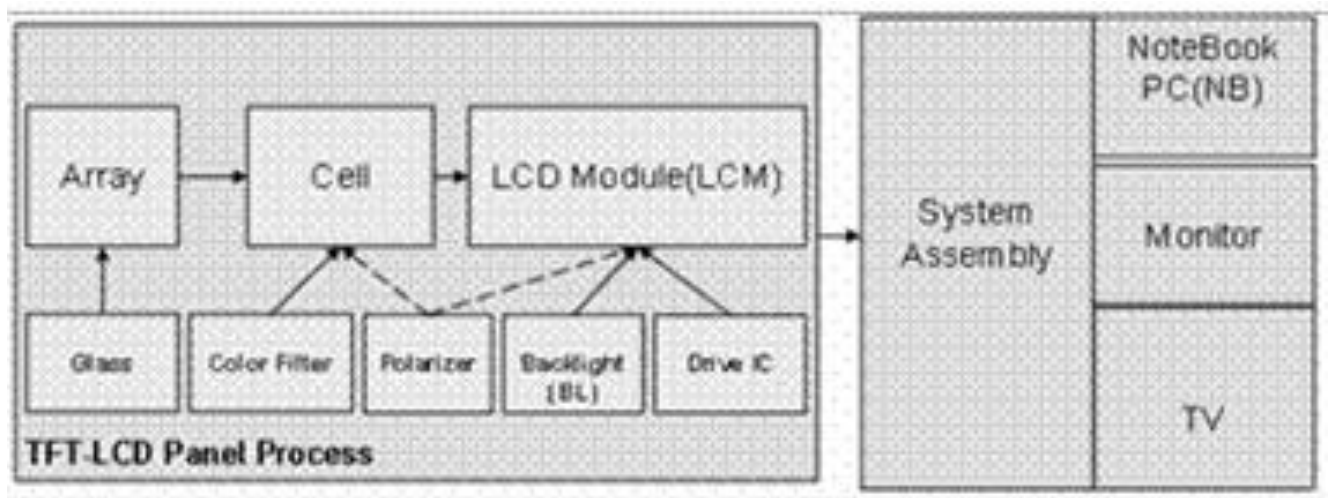 Array
Cell
LCD Module(LCM)
Glass
Color Filter
Polarizer
Backlight
(BL)
Drive IC
TFT-LCD Panel Process
System
Assembly
NoteBook
PC(NB)
Monitor
TV